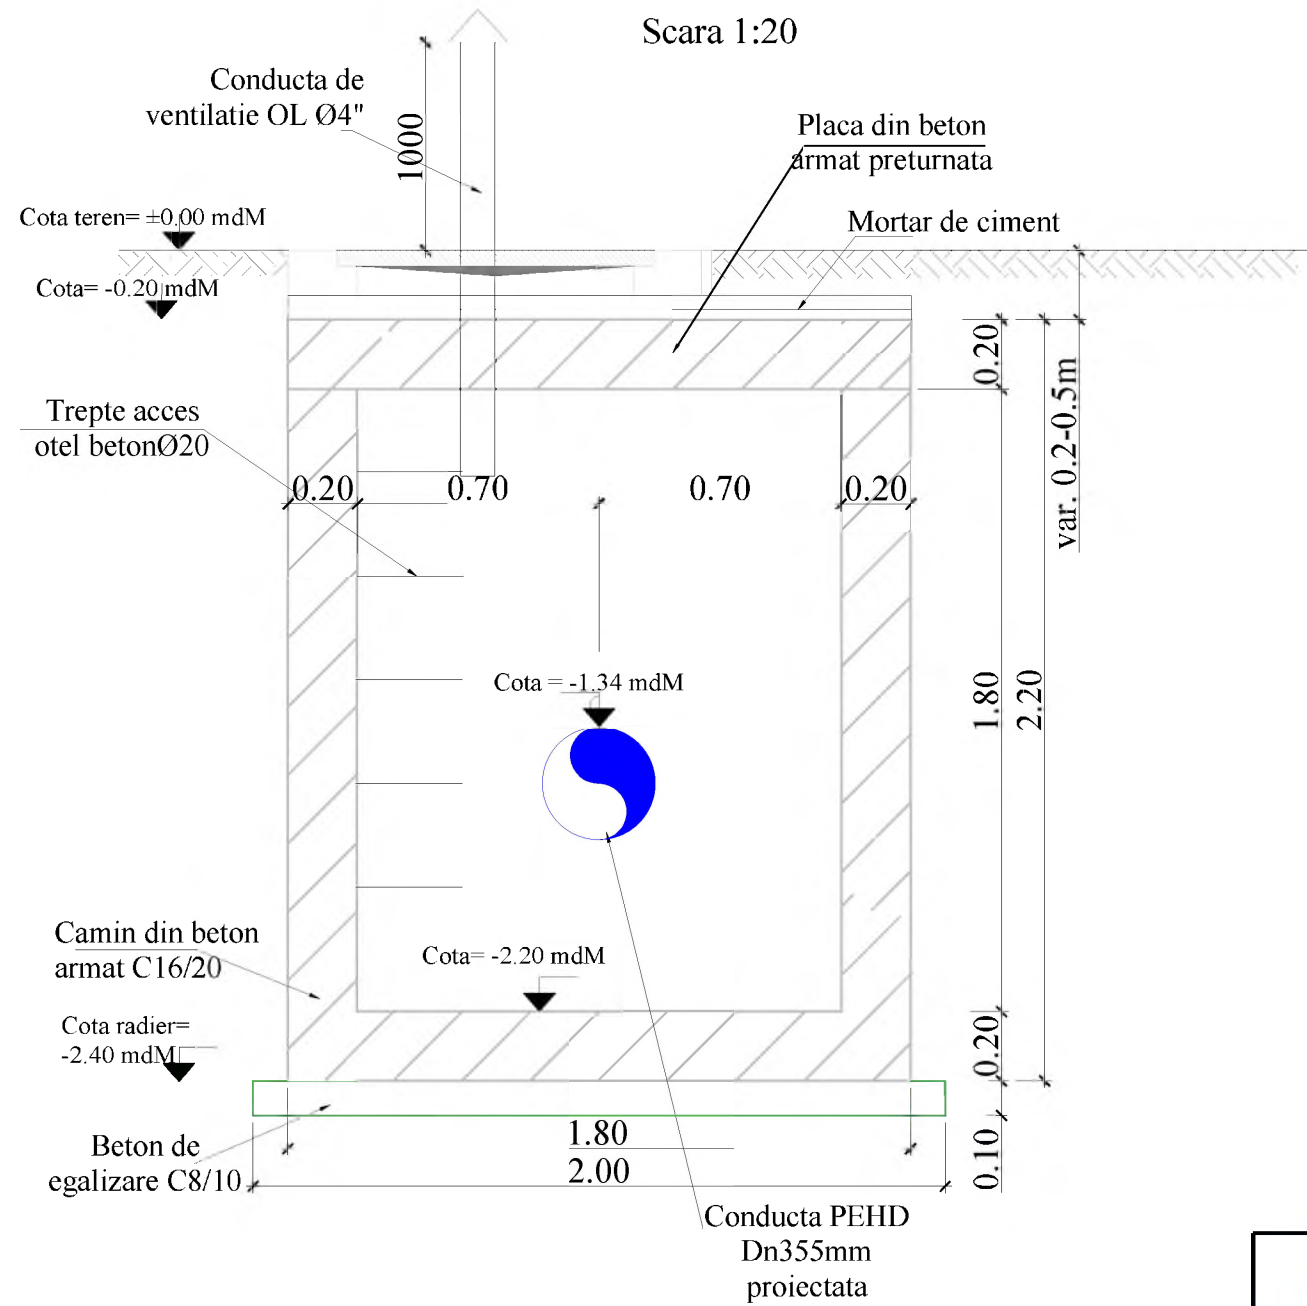 Scara 1:20
Conducta de
ventilatie OL Ø4"
1000
Placa din beton
armat preturnata
Cota teren= ±0.00 mdM
Mortar de ciment
Cota= -0.20 mdM
0.20
var. 0.2-0.5m
Trepte acces
otel betonØ20
0.20
0.70
0.70
0.20
Cota = -1.34 mdM
1.80
2.20
Camin din beton
armat C16/20
Cota= -2.20 mdM
Cota radier=
-2.40 mdM
0.20
0.10
Beton de
egalizare C8/10
1.80
2.00
Conducta PEHD
Dn355mm
proiectata